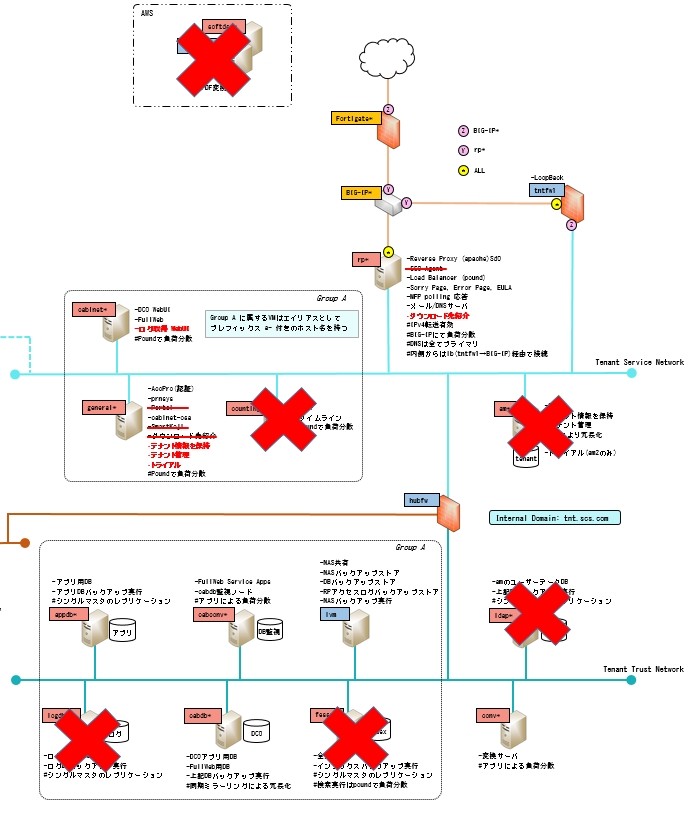 AWS
softdc
DF変換
Z
Fortigate*
Z BIG-IP*
Y rp*
* ALL
-LoopBack
tntfw1
BIG-IP*
Y
Y
*
Z
*
rp*
-Reverse Proxy (apache)SdO
-SSO Agent
-Load Balancer (pound)
-Sorry Page, Error Page, EULA
-NFP polling 応答
-メール/DNSサーバ
-ダウンロード先紹介
#IPv4転送有効
#BIG-IPにて負荷分散
#DNSは全てプライマリ
#内側からはlb(tntfw1→BIG-IP)経由で接続
Group A
cabinet*
-DCO WebUI
-FullWeb
-ログ取得 WebUI
#Poundで負荷分散
Group A に属するVMはエイリアスとして
プレフィックス a- 付きのホスト名を持つ
Tenant Service Network
general*
-AccPro(認証)
-prnsys
-Portal
-cabinet-csa
-SmartCall
-ダウンロード先紹介
-テナント情報を保持
-テナント管理
-トライアル
#Poundで負荷分散
counting
イムライン
undで負荷分散
am*
ト情報を保持
ナント管理
より冗長化
-トライアル(am2のみ)
tenant
hubfw
Internal Domain: tmt.scs.com
Group A
-アプリ用DB
-アプリDBバックアップ実行
#シングルマスタのレプリケーション
appdb*
アプリ
-FullWeb Service Apps
-cabdb監視ノード
#アプリによる負荷分散
cabconv*
DB監視
-NAS共有
-NASバックアップストア
-DBバックアップストア
-RPアクセスログバックアップストア
-NASバックアップ実行
lvm
-amのユーザーデータDB
-上記
#シン
プリケーション
ldap*
Tenant Trust Network
logdb
ログ
-ロ
-ログ
アップ実行
#シングルマスタのレプリケーション
cabdb*
DCO
-DCOアプリ用DB
-FullWeb用DB
-上記DBバックアップ実行
#同期ミラーリングによる冗長化
fess
ex
-全
-インデックスバックアップ実行
#シングルマスタのレプリケーション
#検索実行はpoundで負荷分散
conv*
-変換サーバ
#アプリによる負荷分散